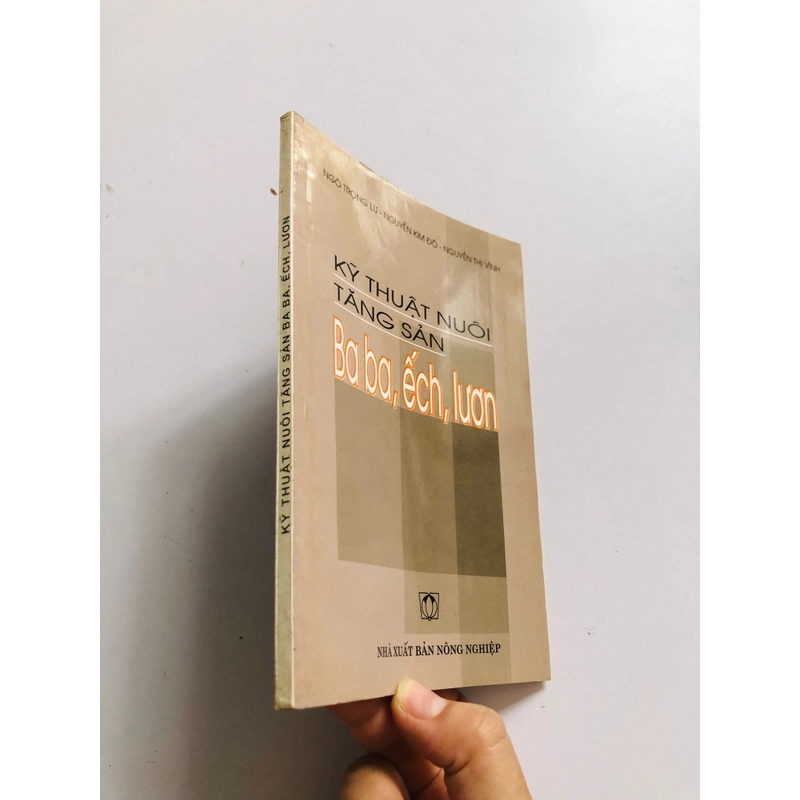 NGÔ TRỌNG LƯ - NGUYỄN KIM ĐỘ - NGUYỄN THỊ VĨNH
KỸ THUẬT NUÔI
TĂNG SẢN
Ba ba, ếch, lươn
NHÀ XUẤT BẢN NÔNG NGHIỆP
KỸ THUẬT NUÔI TĂNG SẢN BA BA, ẾCH, LƯƠN